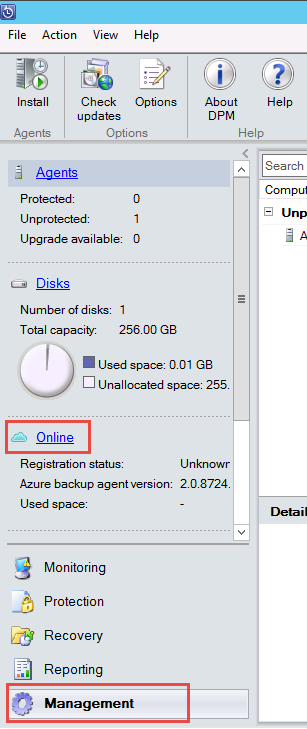 File Action View Help
Install Check updates Options About DPM Help
Agents Options Help
Agents
Protected: 0
Unprotected: 1
Upgrade available: 0
Disks
Number of disks: 1
Total capacity: 256.00 GB
Used space: 0.01 GB
Unallocated space: 255.
Online
Registration status: Unknown
Azure backup agent version: 2.0.8724.
Used space: -
Monitoring
Protection
Recovery
Reporting
Management
Search
Comput
Unp
A
Detail